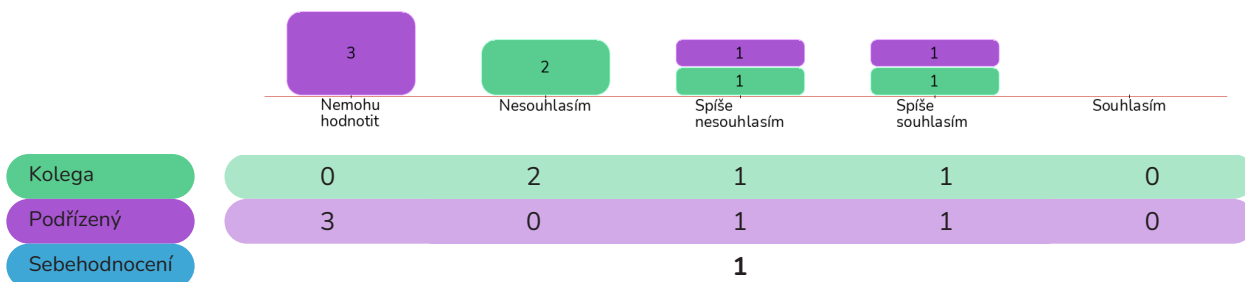 3
2
1
1
1
1
Nemohu
hodnotit
Nesouhlasím
Spíše
nesouhlasím
Spíše
souhlasím
Souhlasím
Kolega 0 2 1 1 0
Podřízený 3 0 1 1 0
Sebehodnocení 1